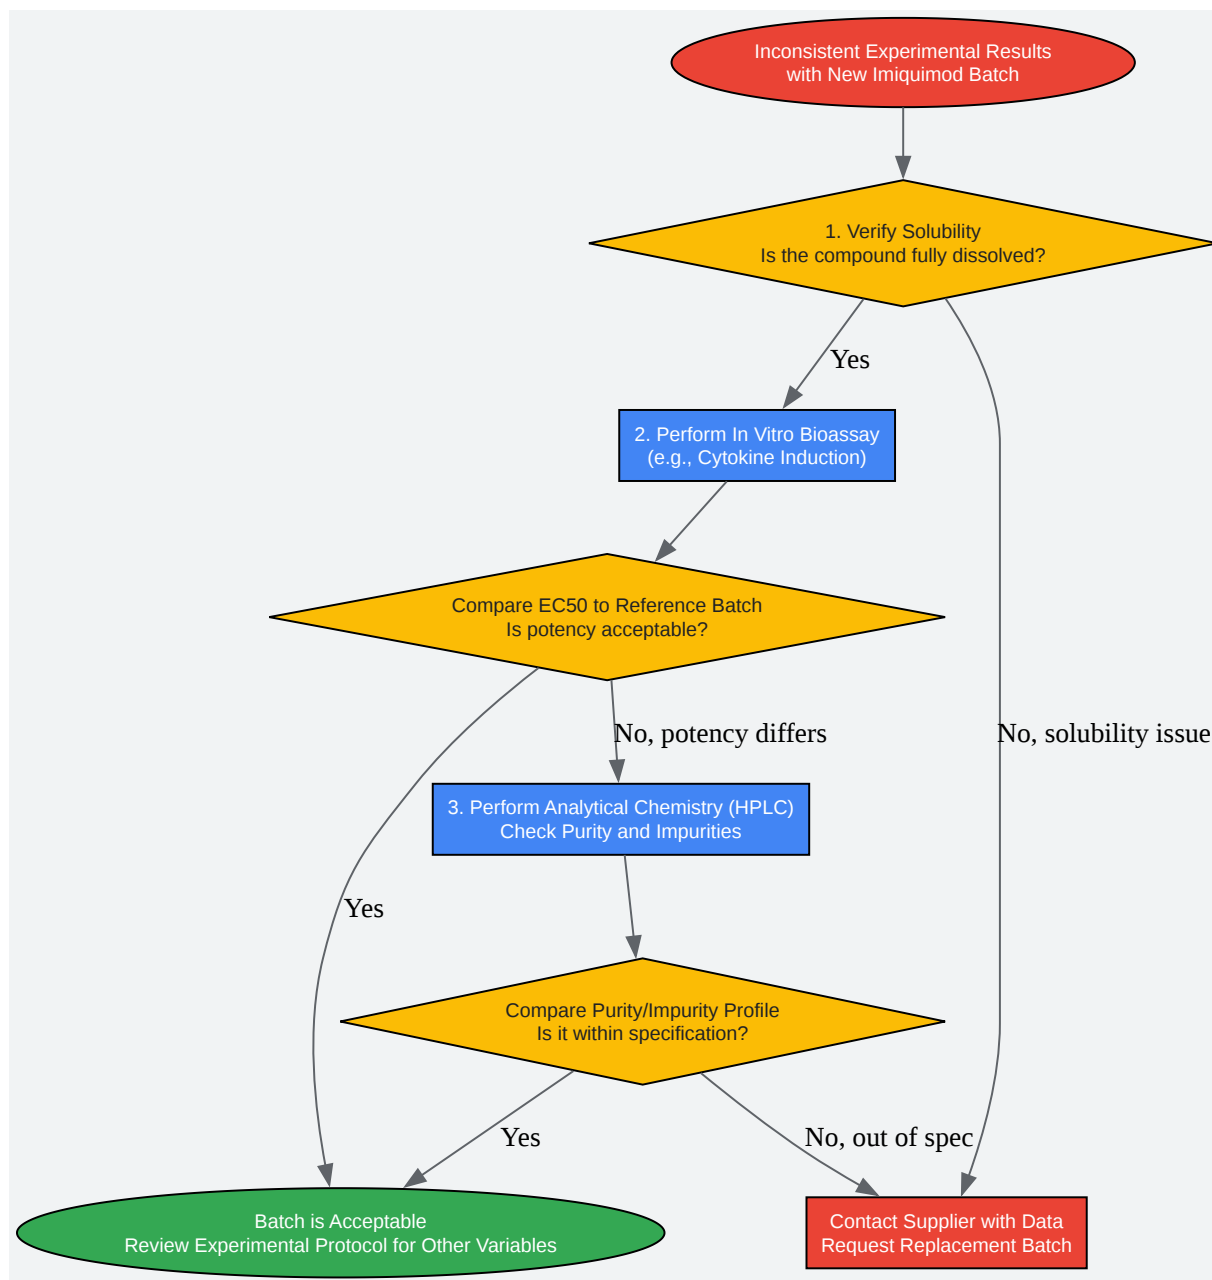 Inconsistent Experimental Results
with New Imiquimod Batch
1. Verify Solubility
Is the compound fully dissolved?
Yes
2. Perform In Vitro Bioassay
(e.g., Cytokine Induction)
Compare EC50 to Reference Batch
Is potency acceptable?
No, potency differs
No, solubility issue
3. Perform Analytical Chemistry (HPLC)
Check Purity and Impurities
Yes
Compare Purity/Impurity Profile
Is it within specification?
Yes
No, out of spec
Batch is Acceptable
Review Experimental Protocol for Other Variables
Contact Supplier with Data
Request Replacement Batch